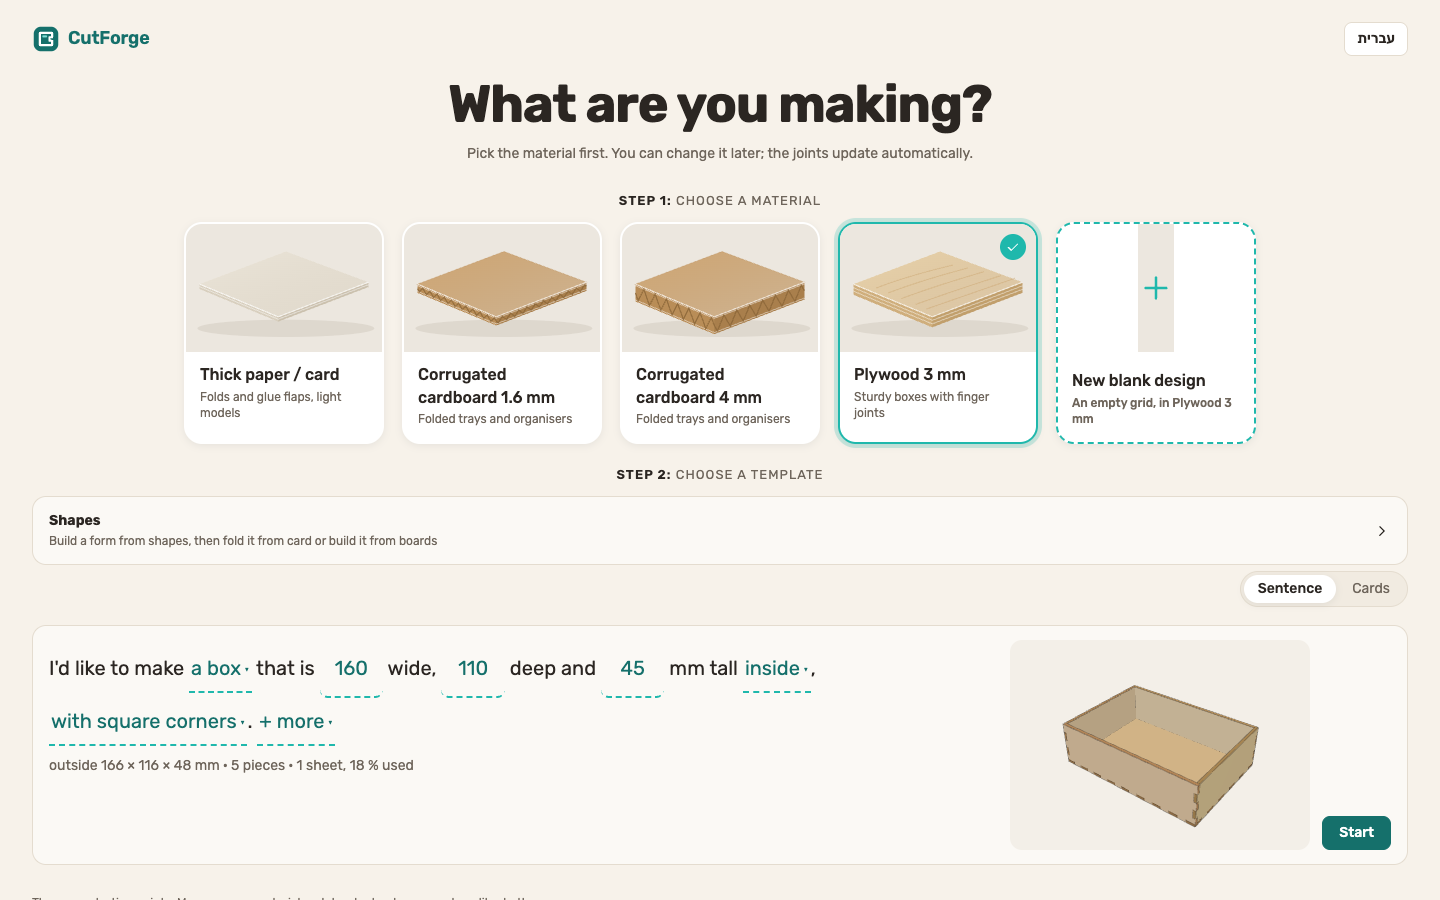 CutForge
עברית
What are you making?
Pick the material first. You can change it later; the joints update automatically.
STEP 1: CHOOSE A MATERIAL
Thick paper / card
Folds and glue flaps, light
models
Corrugated
cardboard 1.6 mm
Folded trays and organisers
Corrugated
cardboard 4 mm
Folded trays and organisers
Plywood 3 mm
Sturdy boxes with finger
joints
New blank design
An empty grid, in Plywood 3
mm
STEP 2: CHOOSE A TEMPLATE
Shapes
Build a form from shapes, then fold it from card or build it from boards
Sentence
Cards
I'd like to make a box · that is 160 wide, 110 deep and 45 mm tall inside ·,
with square corners ·. + more ·
outside 166 × 116 × 48 mm • 5 pieces • 1 sheet, 18 % used
Start